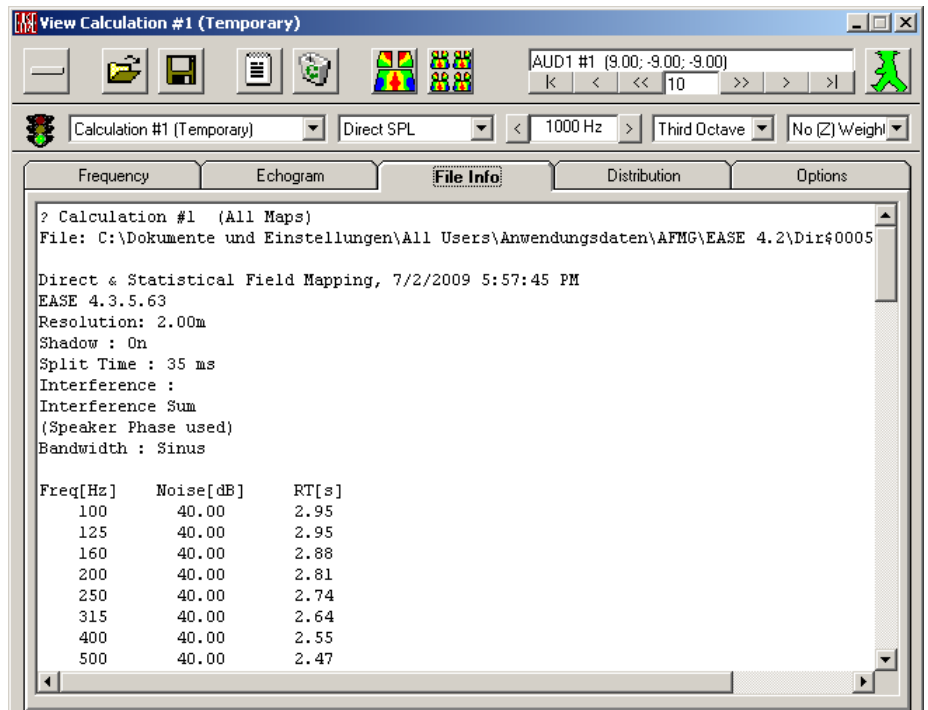 View Calculation #1 (Temporary)
AUD1 #1 (9.00; -9.00; -9.00)
K < << 10 >> > >|
Calculation #1 (Temporary) Direct SPL < 1000 Hz > Third Octave No (Z) Weight
Frequency Echogram File Info Distribution Options
? Calculation #1 (All Maps)
File: C:\Dokumente und Einstellungen\All Users\Anwendungsdaten\AFMG\EASE 4.2\Dir$0005
Direct & Statistical Field Mapping, 7/2/2009 5:57:45 PM
EASE 4.3.5.63
Resolution: 2.00m
Shadow : On
Split Time : 35 ms
Interference :
Interference Sum
(Speaker Phase used)
Bandwidth : Sinus
Freq[Hz] Noise[dB] RT[s]
100 40.00 2.95
125 40.00 2.95
160 40.00 2.88
200 40.00 2.81
250 40.00 2.74
315 40.00 2.64
400 40.00 2.55
500 40.00 2.47